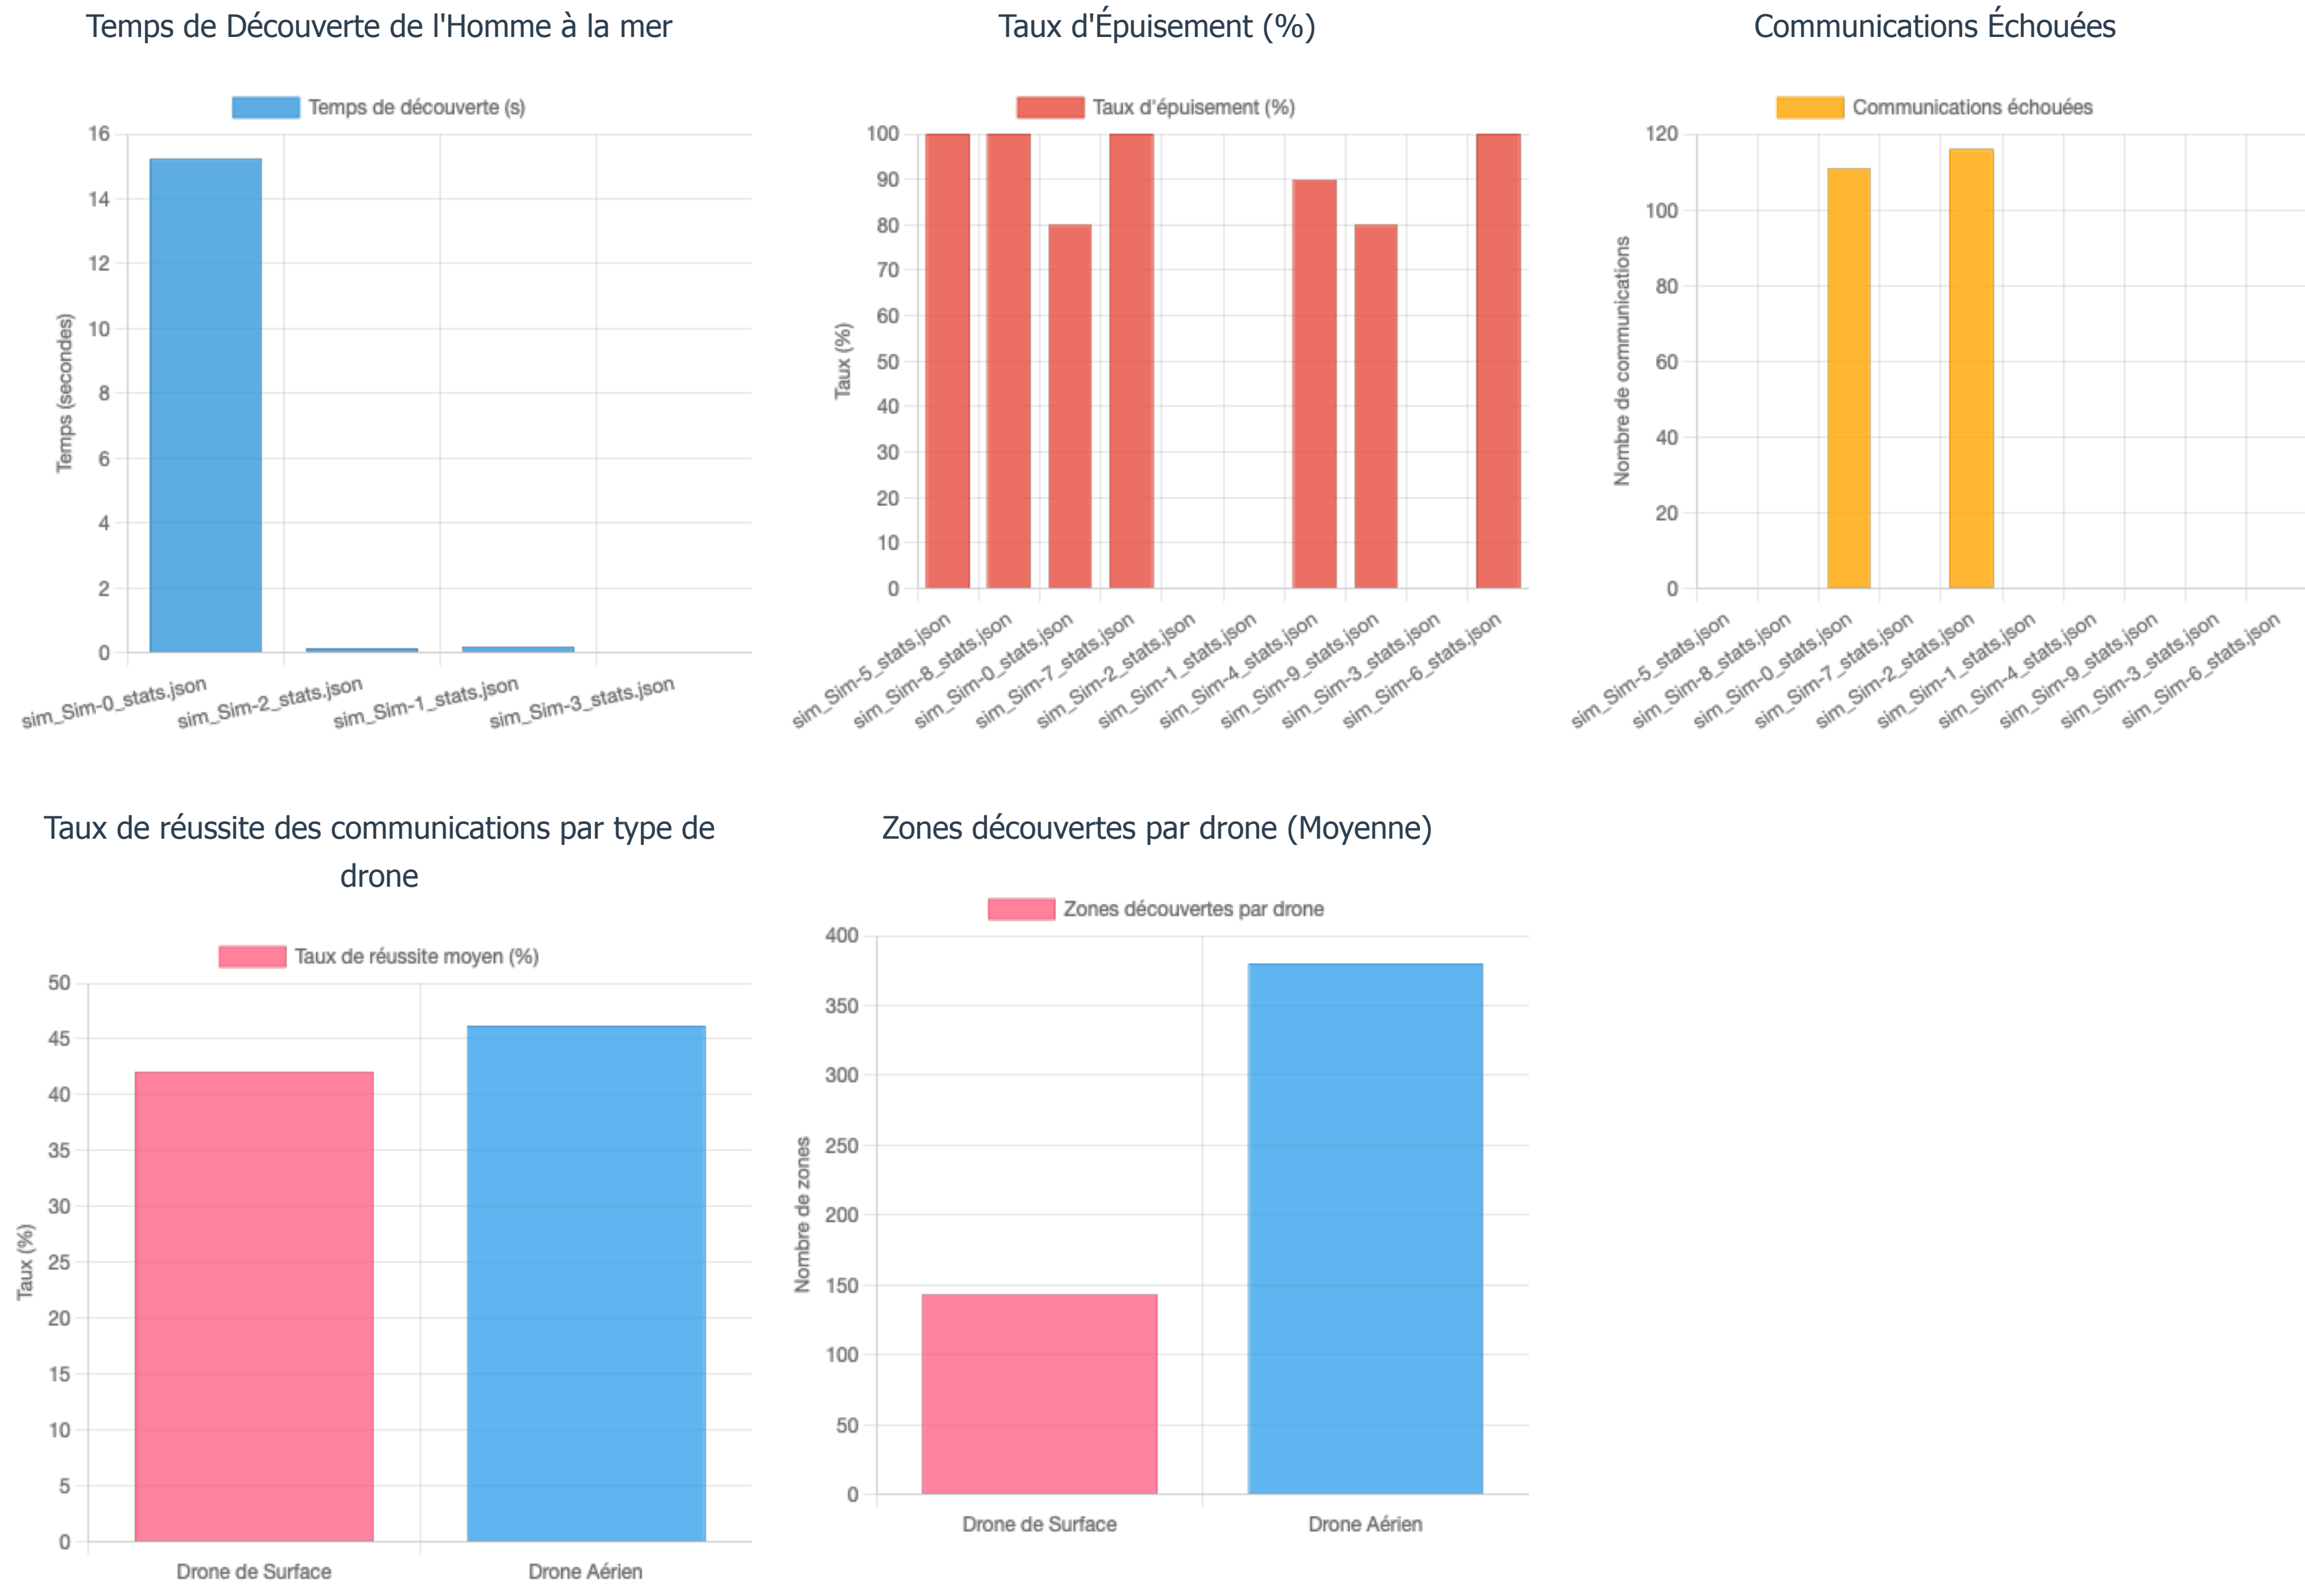 Temps de Découverte de l'Homme à la mer
Temps de découverte (s)
16
14
12
10
8
6
4
2
0
Temps (secondes)
sim_Sim-0_stats.json
sim_Sim-2_stats.json
sim_Sim-1_stats.json
sim_Sim-3_stats.json
Taux d'Épuisement (%)
Taux d'épuisement (%)
100
90
80
70
60
50
40
30
20
10
0
Taux (%)
sim_Sim-5_stats.json
sim_Sim-8_stats.json
sim_Sim-0_stats.json
sim_Sim-7_stats.json
sim_Sim-2_stats.json
sim_Sim-1_stats.json
sim_Sim-4_stats.json
sim_Sim-9_stats.json
sim_Sim-3_stats.json
sim_Sim-6_stats.json
Communications Échouées
Communications échouées
120
100
80
60
40
20
0
Nombre de communications
sim_Sim-5_stats.json
sim_Sim-8_stats.json
sim_Sim-0_stats.json
sim_Sim-7_stats.json
sim_Sim-2_stats.json
sim_Sim-1_stats.json
sim_Sim-4_stats.json
sim_Sim-9_stats.json
sim_Sim-3_stats.json
sim_Sim-6_stats.json
Taux de réussite des communications par type de
drone
Taux de réussite moyen (%)
50
45
40
35
30
25
20
15
10
5
0
Taux (%)
Drone de Surface
Drone Aérien
Zones découvertes par drone (Moyenne)
Zones découvertes par drone
400
350
300
250
200
150
100
50
0
Nombre de zones
Drone de Surface
Drone Aérien